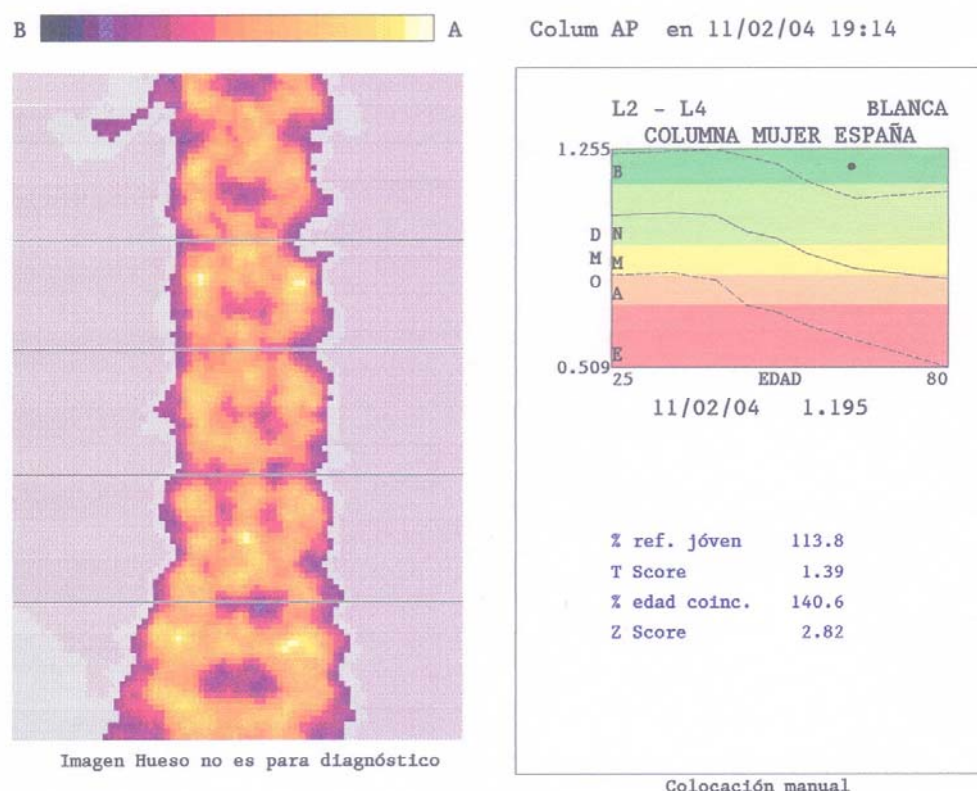 B A
Colum AP en 11/02/04 19:14
L2 - L4 BLANCA
COLUMNA MUJER ESPAÑA
1.255
B
D N
M M
O A
E
0.509
25 EDAD 80
11/02/04 1.195
% ref. jóven 113.8
T Score 1.39
% edad coinc. 140.6
Z Score 2.82
Imagen Hueso no es para diagnóstico
Colocación manual